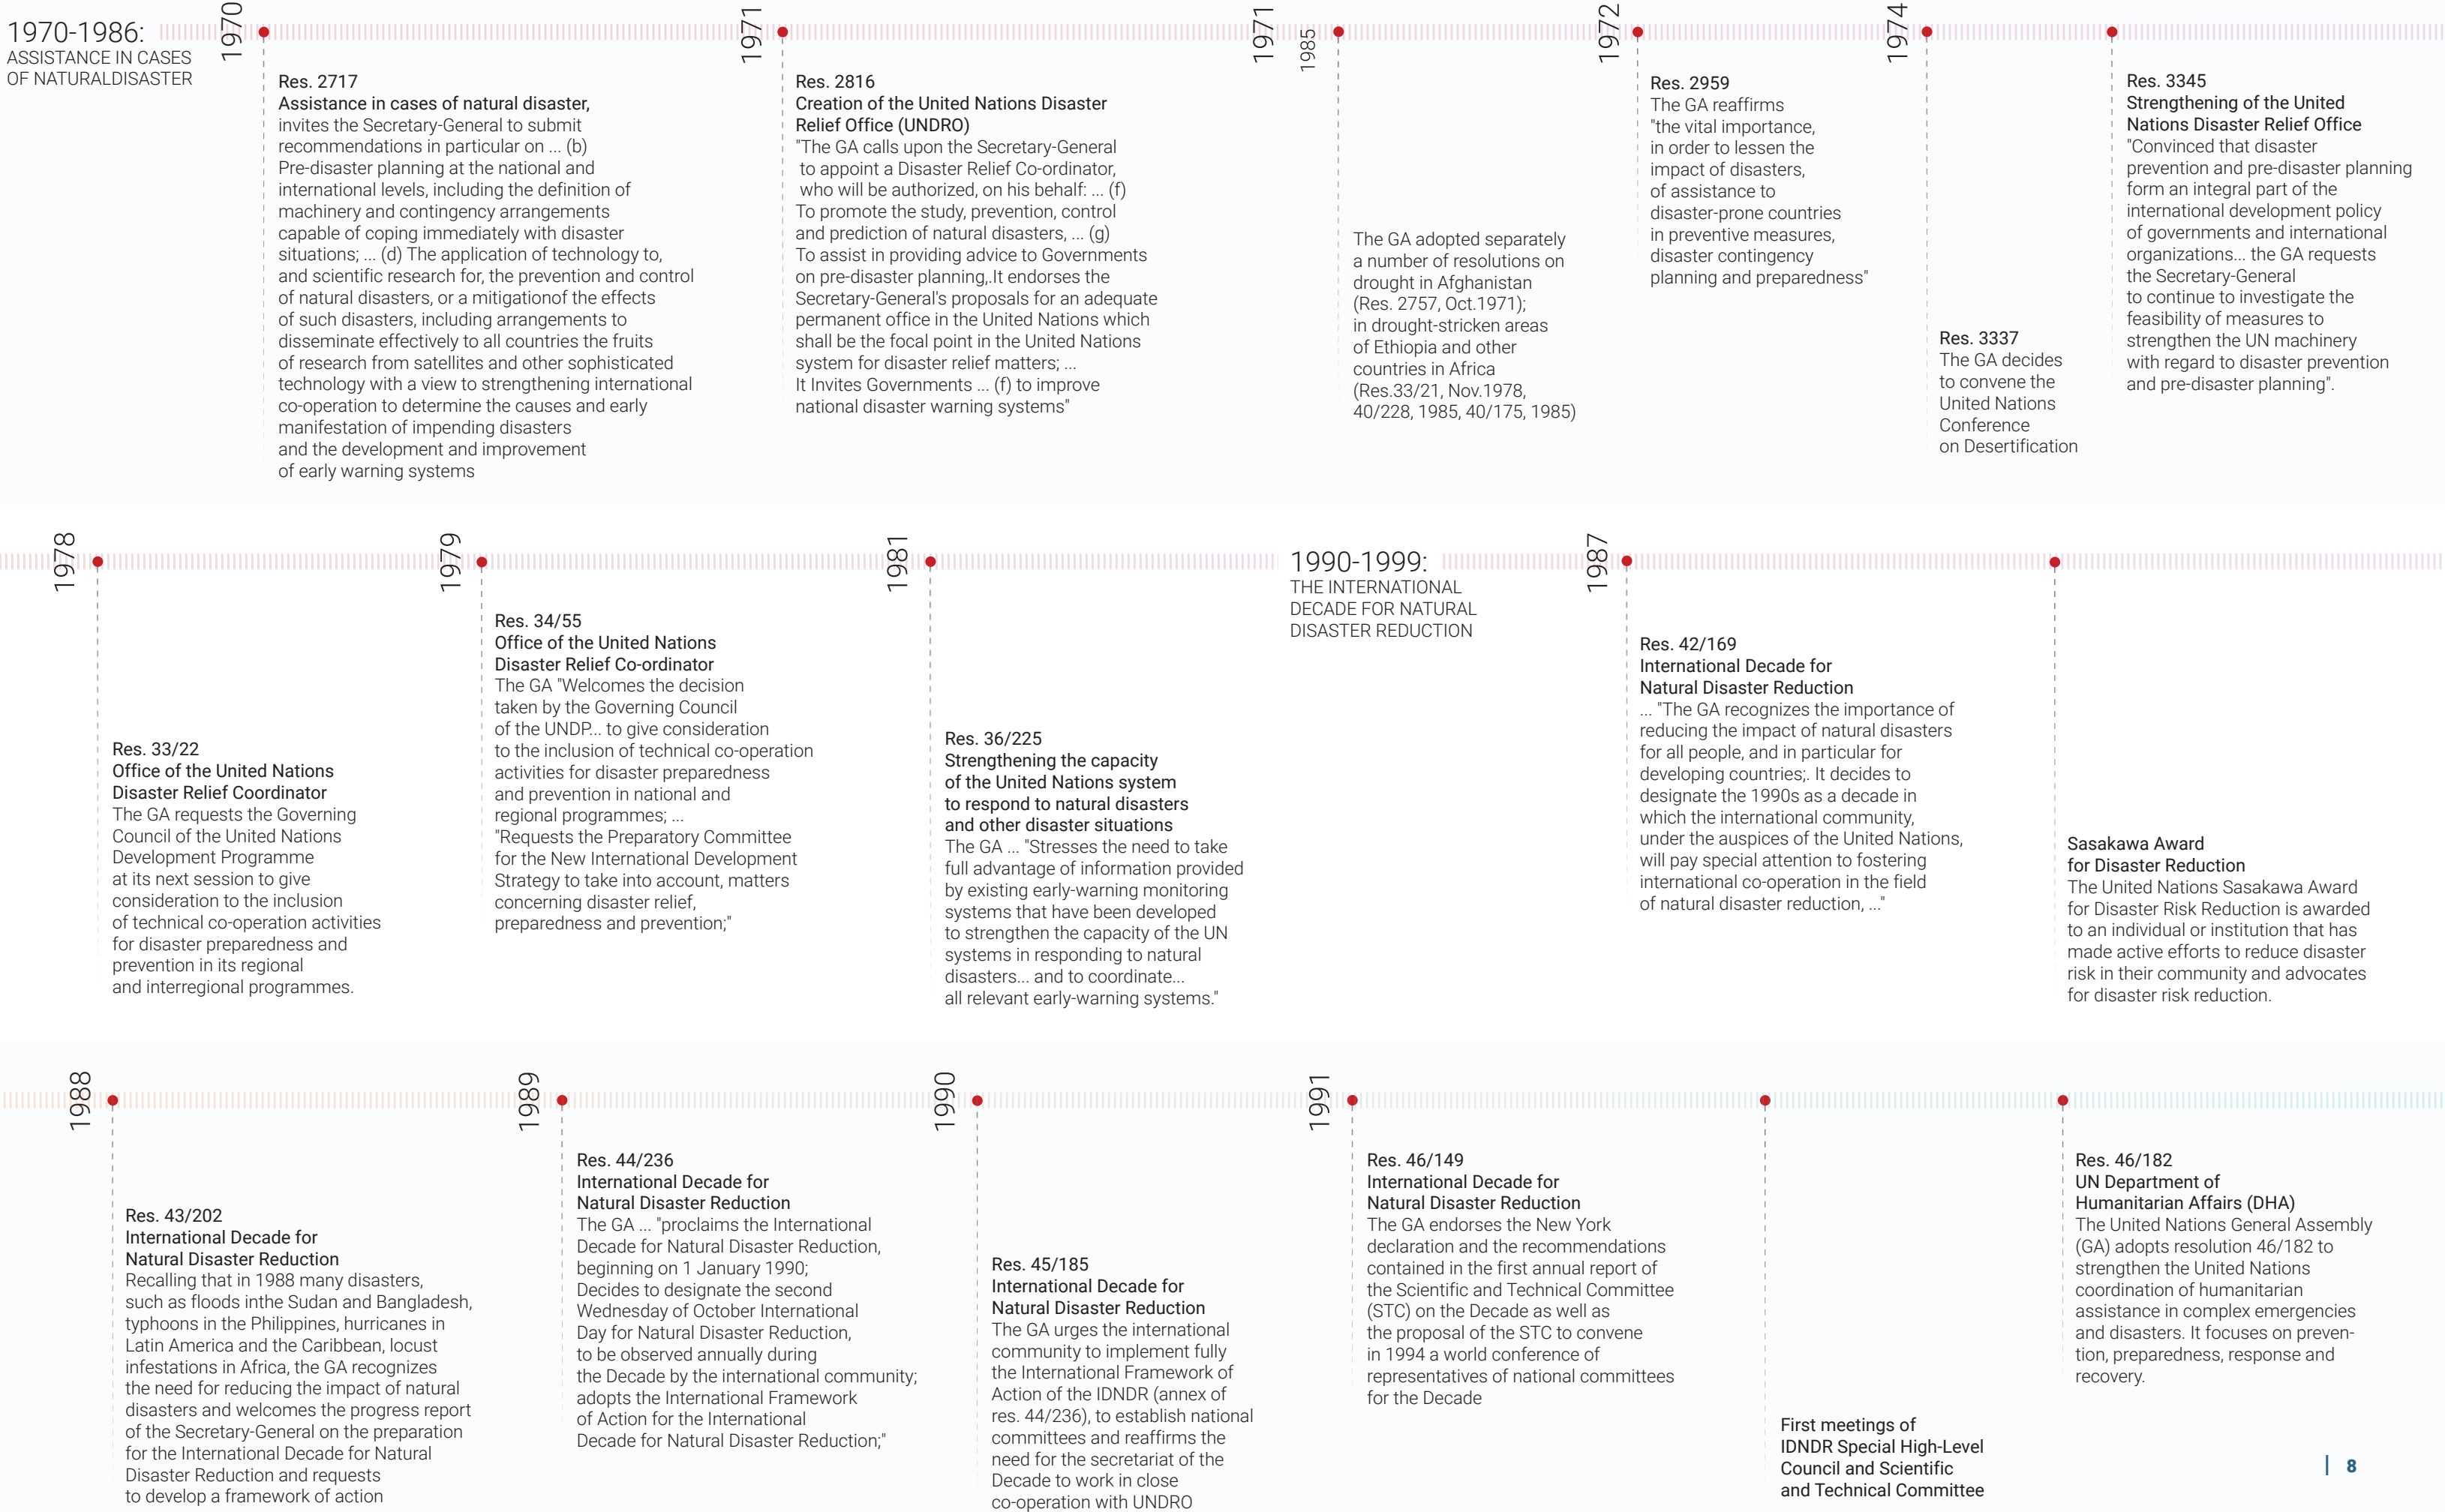 1970-1986:
ASSISTANCE IN CASES
OF NATURALDISASTER
1970
Res. 2717
Assistance in cases of natural disaster,
invites the Secretary-General to submit
recommendations in particular on ... (b)
Pre-disaster planning at the national and
international levels, including the definition of
machinery and contingency arrangements
capable of coping immediately with disaster
situations; ... (d) The application of technology to,
and scientific research for, the prevention and control
of natural disasters, or a mitigationof the effects
of such disasters, including arrangements to
disseminate effectively to all countries the fruits
of research from satellites and other sophisticated
technology with a view to strengthening international
co-operation to determine the causes and early
manifestation of impending disasters
and the development and improvement
of early warning systems
1971
Res. 2816
Creation of the United Nations Disaster
Relief Office (UNDRO)
"The GA calls upon the Secretary-General
to appoint a Disaster Relief Co-ordinator,
who will be authorized, on his behalf: ... (f)
To promote the study, prevention, control
and prediction of natural disasters, ... (g)
To assist in providing advice to Governments
on pre-disaster planning,.It endorses the
Secretary-General's proposals for an adequate
permanent office in the United Nations which
shall be the focal point in the United Nations
system for disaster relief matters; ...
It Invites Governments ... (f) to improve
national disaster warning systems"
1971
1985
The GA adopted separately
a number of resolutions on
drought in Afghanistan
(Res. 2757, Oct.1971);
in drought-stricken areas
of Ethiopia and other
countries in Africa
(Res.33/21, Nov.1978,
40/228, 1985, 40/175, 1985)
1972
Res. 2959
The GA reaffirms
"the vital importance,
in order to lessen the
impact of disasters,
of assistance to
disaster-prone countries
in preventive measures,
disaster contingency
planning and preparedness"
1974
Res. 3337
The GA decides
to convene the
United Nations
Conference
on Desertification
Res. 3345
Strengthening of the United
Nations Disaster Relief Office
"Convinced that disaster
prevention and pre-disaster planning
form an integral part of the
international development policy
of governments and international
organizations... the GA requests
the Secretary-General
to continue to investigate the
feasibility of measures to
strengthen the UN machinery
with regard to disaster prevention
and pre-disaster planning".
1978
Res. 33/22
Office of the United Nations
Disaster Relief Coordinator
The GA requests the Governing
Council of the United Nations
Development Programme
at its next session to give
consideration to the inclusion
of technical co-operation activities
for disaster preparedness and
prevention in its regional
and interregional programmes.
1979
Res. 34/55
Office of the United Nations
Disaster Relief Co-ordinator
The GA "Welcomes the decision
taken by the Governing Council
of the UNDP... to give consideration
to the inclusion of technical co-operation
activities for disaster preparedness
and prevention in national and
regional programmes; ...
"Requests the Preparatory Committee
for the New International Development
Strategy to take into account, matters
concerning disaster relief,
preparedness and prevention;"
1981
Res. 36/225
Strengthening the capacity
of the United Nations system
to respond to natural disasters
and other disaster situations
The GA ... "Stresses the need to take
full advantage of information provided
by existing early-warning monitoring
systems that have been developed
to strengthen the capacity of the UN
systems in responding to natural
disasters... and to coordinate...
all relevant early-warning systems."
1990-1999:
THE INTERNATIONAL
DECADE FOR NATURAL
DISASTER REDUCTION
1987
Res. 42/169
International Decade for
Natural Disaster Reduction
... "The GA recognizes the importance of
reducing the impact of natural disasters
for all people, and in particular for
developing countries;. It decides to
designate the 1990s as a decade in
which the international community,
under the auspices of the United Nations,
will pay special attention to fostering
international co-operation in the field
of natural disaster reduction, ..."
Sasakawa Award
for Disaster Reduction
The United Nations Sasakawa Award
for Disaster Risk Reduction is awarded
to an individual or institution that has
made active efforts to reduce disaster
risk in their community and advocates
for disaster risk reduction.
1988
Res. 43/202
International Decade for
Natural Disaster Reduction
Recalling that in 1988 many disasters,
such as floods inthe Sudan and Bangladesh,
typhoons in the Philippines, hurricanes in
Latin America and the Caribbean, locust
infestations in Africa, the GA recognizes
the need for reducing the impact of natural
disasters and welcomes the progress report
of the Secretary-General on the preparation
for the International Decade for Natural
Disaster Reduction and requests
to develop a framework of action
1989
Res. 44/236
International Decade for
Natural Disaster Reduction
The GA ... "proclaims the International
Decade for Natural Disaster Reduction,
beginning on 1 January 1990;
Decides to designate the second
Wednesday of October International
Day for Natural Disaster Reduction,
to be observed annually during
the Decade by the international community;
adopts the International Framework
of Action for the International
Decade for Natural Disaster Reduction;"
1990
Res. 45/185
International Decade for
Natural Disaster Reduction
The GA urges the international
community to implement fully
the International Framework of
Action of the IDNDR (annex of
res. 44/236), to establish national
committees and reaffirms the
need for the secretariat of the
Decade to work in close
co-operation with UNDRO
1991
Res. 46/149
International Decade for
Natural Disaster Reduction
The GA endorses the New York
declaration and the recommendations
contained in the first annual report of
the Scientific and Technical Committee
(STC) on the Decade as well as
the proposal of the STC to convene
in 1994 a world conference of
representatives of national committees
for the Decade
First meetings of
IDNDR Special High-Level
Council and Scientific
and Technical Committee
Res. 46/182
UN Department of
Humanitarian Affairs (DHA)
The United Nations General Assembly
(GA) adopts resolution 46/182 to
strengthen the United Nations
coordination of humanitarian
assistance in complex emergencies
and disasters. It focuses on preven-
tion, preparedness, response and
recovery.
| 8